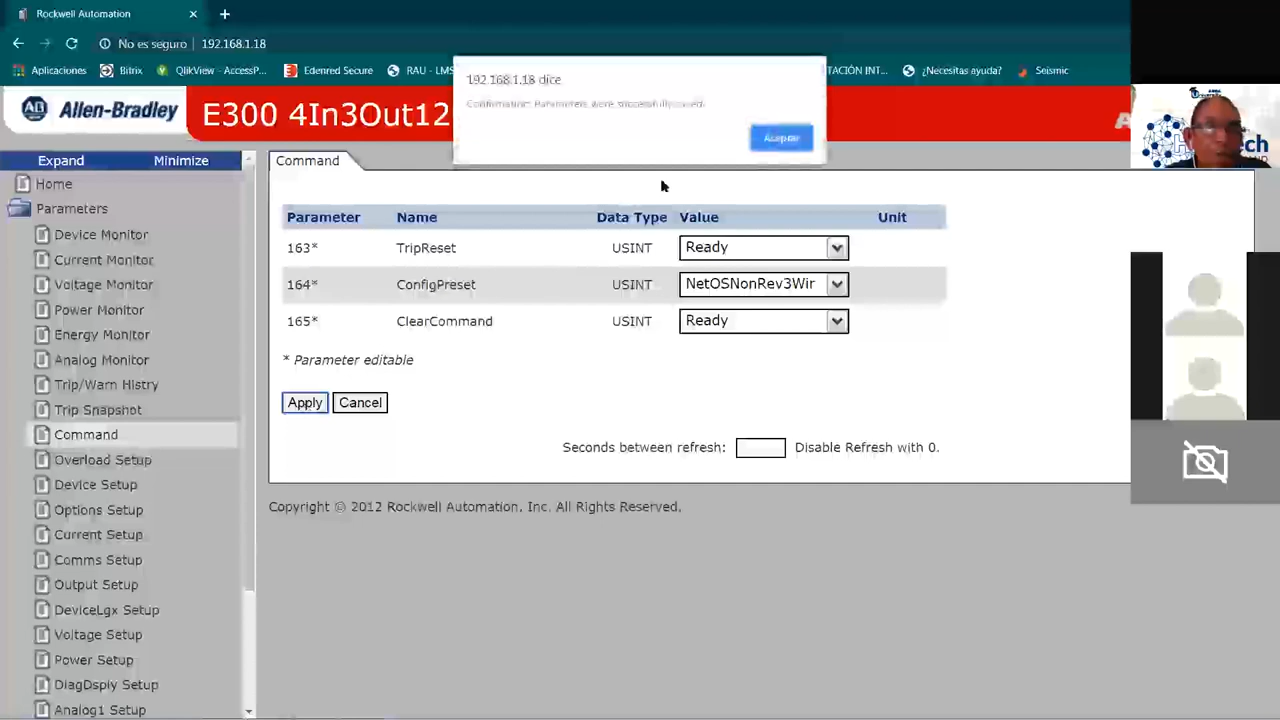 Rockwell Automation
No es seguro 192.168.1.18
Aplicaciones Bitrix QlikView - AccessP... Edenred Secure RAU - LMS TACIÓN INT... ¿Necesitas ayuda? Seismic
192.168.1.18 dice
Confirmation: Parameters were successfully saved.
Aceptar
AB Allen-Bradley E300 4In3Out12
Expand Minimize
Home
Parameters
Device Monitor
Current Monitor
Voltage Monitor
Power Monitor
Energy Monitor
Analog Monitor
Trip/Warn Histry
Trip Snapshot
Command
Overload Setup
Device Setup
Options Setup
Current Setup
Comms Setup
Output Setup
DeviceLgx Setup
Voltage Setup
Power Setup
DiagDsply Setup
Analog1 Setup
Command
Parameter Name Data Type Value Unit
163* TripReset USINT Ready
164* ConfigPreset USINT NetOSNonRev3Wir
165* ClearCommand USINT Ready
* Parameter editable
Apply Cancel
Seconds between refresh: Disable Refresh with 0.
Copyright © 2012 Rockwell Automation, Inc. All Rights Reserved.